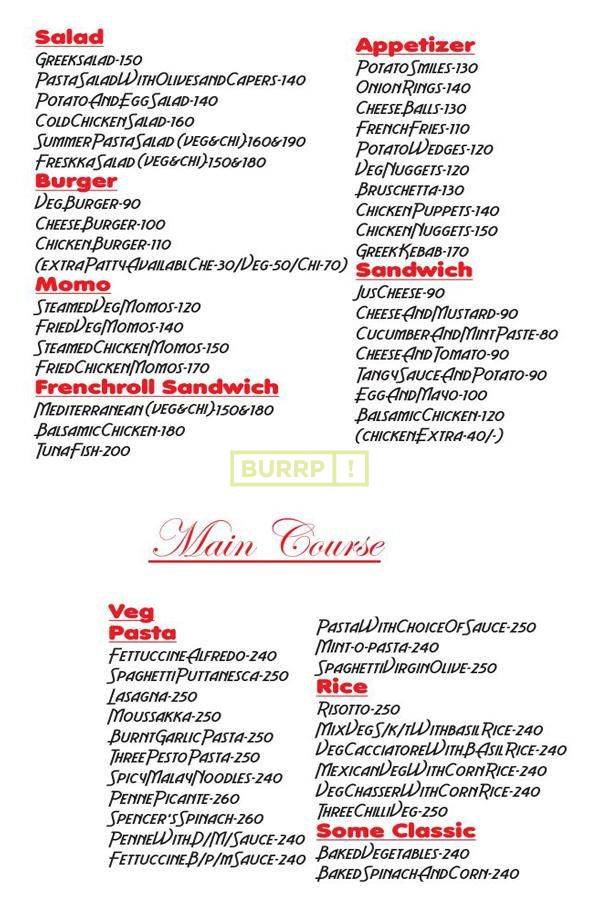 Salad
GreekSalad-150
PastaSaladWithOlivesandCapers-140
PotatoAndEggSalad-140
ColdChickenSalad-160
SummerPastaSalad (veg&chi)160&190
FreskkaSalad (veg&chi)150&180
Burger
VegBurger-90
CheeseBurger-100
ChickenBurger-110
(extraPattyAvailablChe-30/Veg-50/Chi-70)
Momo
SteamedVegMomos-120
FriedVegMomos-140
SteamedChickenMomos-150
FriedChickenMomos-170
Frenchroll Sandwich
Mediterranean (veg&chi)150&180
BalsamicChicken-180
TunaFish-200
Appetizer
PotatoSmiles-130
OnionRings-140
CheeseBalls-130
FrenchFries-110
PotatoWedges-120
VegNuggets-120
Bruschetta-130
ChickenPuppets-140
ChickenNuggets-150
GreekKebab-170
Sandwich
JusCheese-90
CheeseAndMustard-90
CucumberAndMintPaste-80
CheeseAndTomato-90
TangySauceAndPotato-90
EggAndMayo-100
BalsamicChicken-120
(chickenExtra-40/-)
BURRP !
Main Course
Veg
Pasta
FettuccineAlfredo-240
SpaghettiPuttanesca-250
Lasagna-250
Moussakka-250
BurntGarlicPasta-250
ThreePestoPasta-250
SpicyMalayNoodles-240
PennePicante-260
Spencer'sSpinach-260
PenneWithD/M/Sauce-240
FettuccineB/p/mSauce-240
PastaWithChoiceOfSauce-250
Mint-o-pasta-240
SpaghettiVirginOlive-250
Rice
Risotto-250
MixVegS/k/tWithbasilRice-240
VegCacciatoreWithBAsilRice-240
MexicanVegWithCornRice-240
VegChasserWithCornRice-240
ThreeChilliVeg-250
Some Classic
BakedVegetables-240
BakedSpinachAndCorn-240